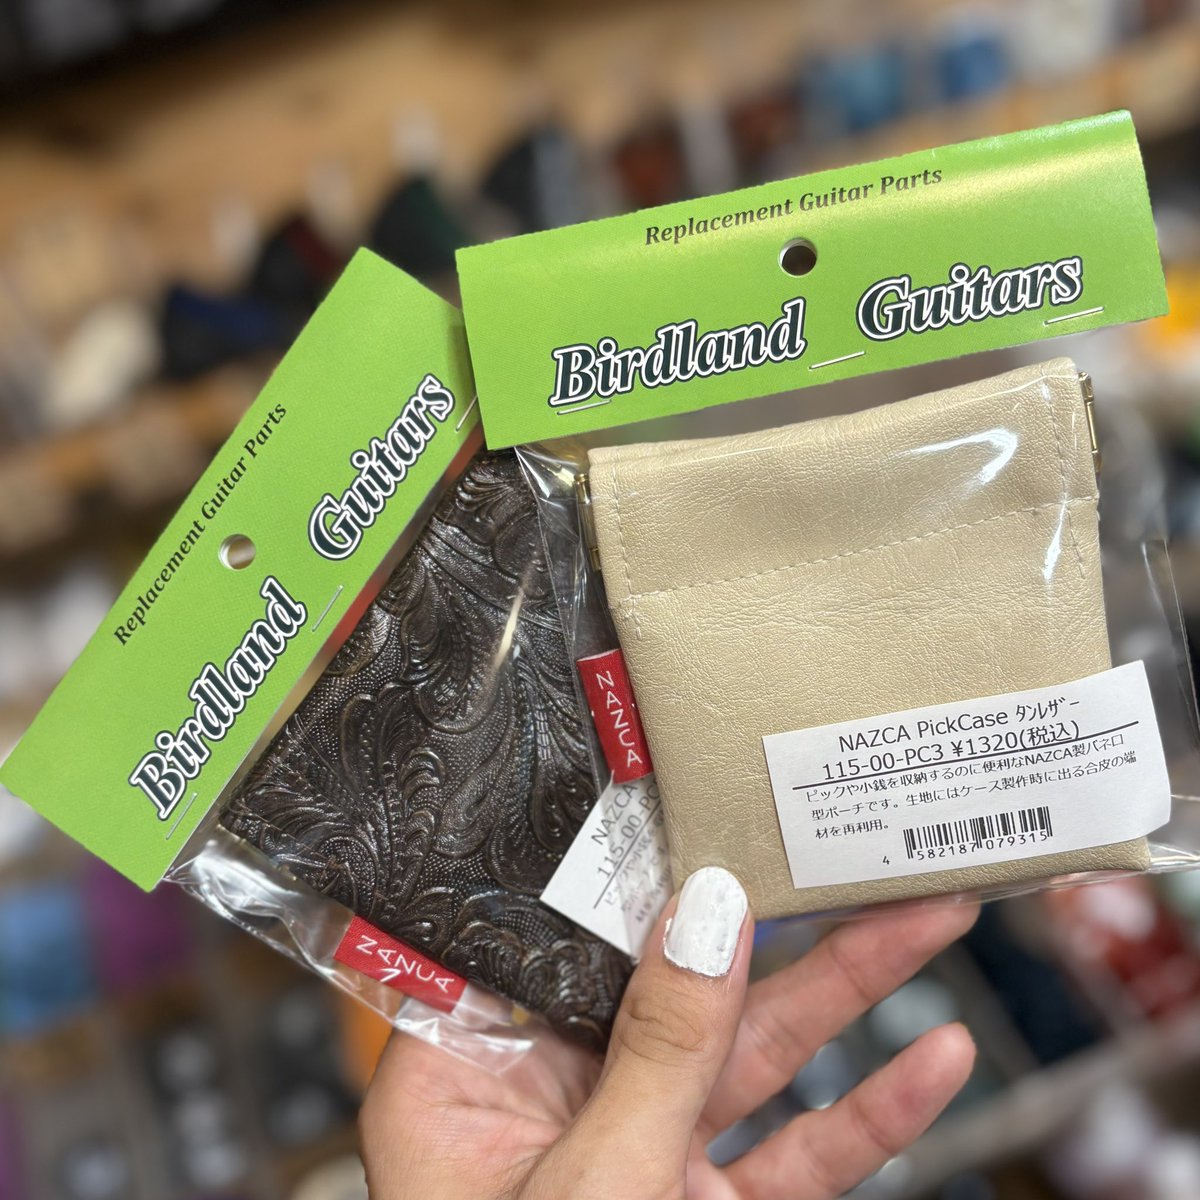 Replacement Guitar Parts
Birdland Guitars
NAZCA
NAZCA PickCase ﾀﾝﾚｻﾞｰ
115-00-PC3 ¥1320(税込)
ピックや小銭を収納するのに便利なNAZCA製バネ口
型ポーチです。生地にはケース製作時に出る合皮の端
材を再利用。
4 582187 079315
Replacement Guitar Parts
Birdland Guitars
NAZCA
NAZCA
115-00-PC